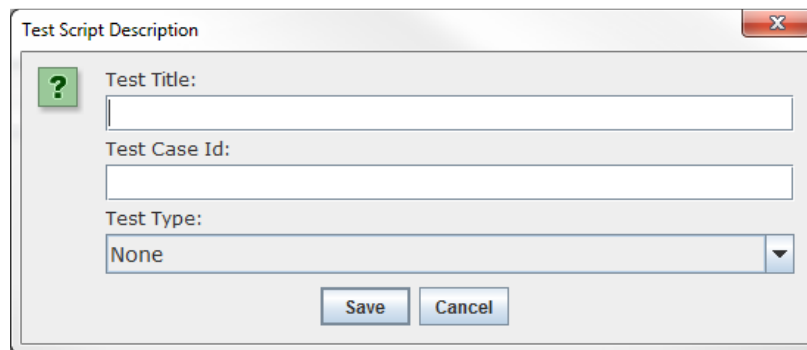 Test Script Description
Test Title:
Test Case Id:
Test Type:
None
Save Cancel